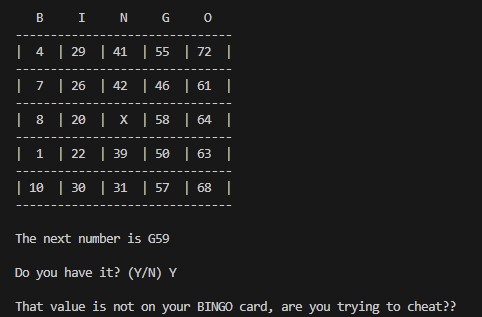 B I N G O
-------------------------------
| 4 | 29 | 41 | 55 | 72 |
-------------------------------
| 7 | 26 | 42 | 46 | 61 |
-------------------------------
| 8 | 20 | X | 58 | 64 |
-------------------------------
| 1 | 22 | 39 | 50 | 63 |
-------------------------------
| 10 | 30 | 31 | 57 | 68 |
-------------------------------
The next number is G59
Do you have it? (Y/N) Y
That value is not on your BINGO card, are you trying to cheat??